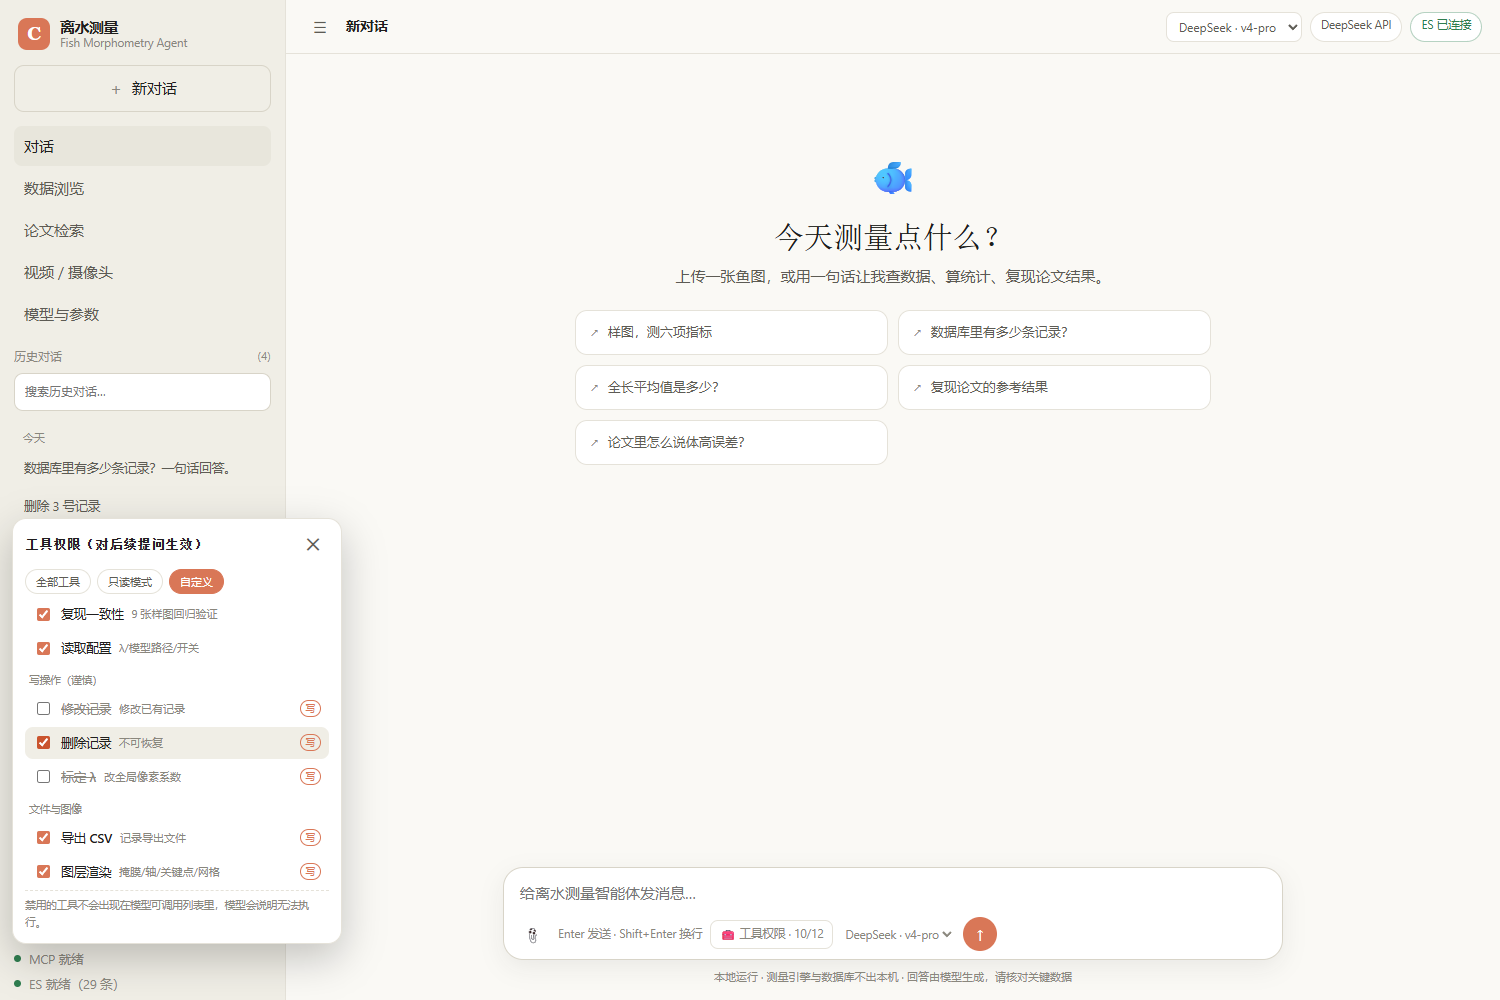 C
离水测量
Fish Morphometry Agent
+ 新对话
对话
数据浏览
论文检索
视频 / 摄像头
模型与参数
历史对话 (4)
搜索历史对话...
今天
数据库里有多少条记录？一句话回答。
删除 3 号记录
工具权限（对后续提问生效）
全部工具 只读模式 自定义
复现一致性 9 张样图回归验证
读取配置 λ/模型路径/开关
写操作（谨慎）
修改记录 修改已有记录 写
删除记录 不可恢复 写
标定 λ 改全局像素系数 写
文件与图像
导出 CSV 记录导出文件 写
图层渲染 掩膜/轴/关键点/网格 写
禁用的工具不会出现在模型可调用列表里，模型会说明无法执
行。
MCP 就绪
ES 就绪（29 条）
☰ 新对话 DeepSeek · v4-pro DeepSeek API ES 已连接
今天测量点什么？
上传一张鱼图，或用一句话让我查数据、算统计、复现论文结果。
↗ 样图，测六项指标
↗ 数据库里有多少条记录？
↗ 全长平均值是多少？
↗ 复现论文的参考结果
↗ 论文里怎么说体高误差？
给离水测量智能体发消息...
Enter 发送 · Shift+Enter 换行 工具权限 · 10/12 DeepSeek · v4-pro ↑
本地运行 · 测量引擎与数据库不出本机 · 回答由模型生成，请核对关键数据